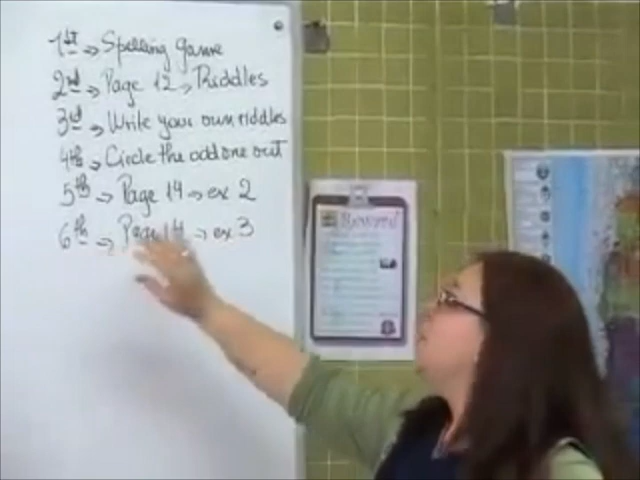 1st → Spelling game
2nd → Page 12 → Riddles
3rd → Write your own riddles
4th → Circle the odd one out
5th → Page 14 → ex 2
6th → Page 14 → ex 3
Reward